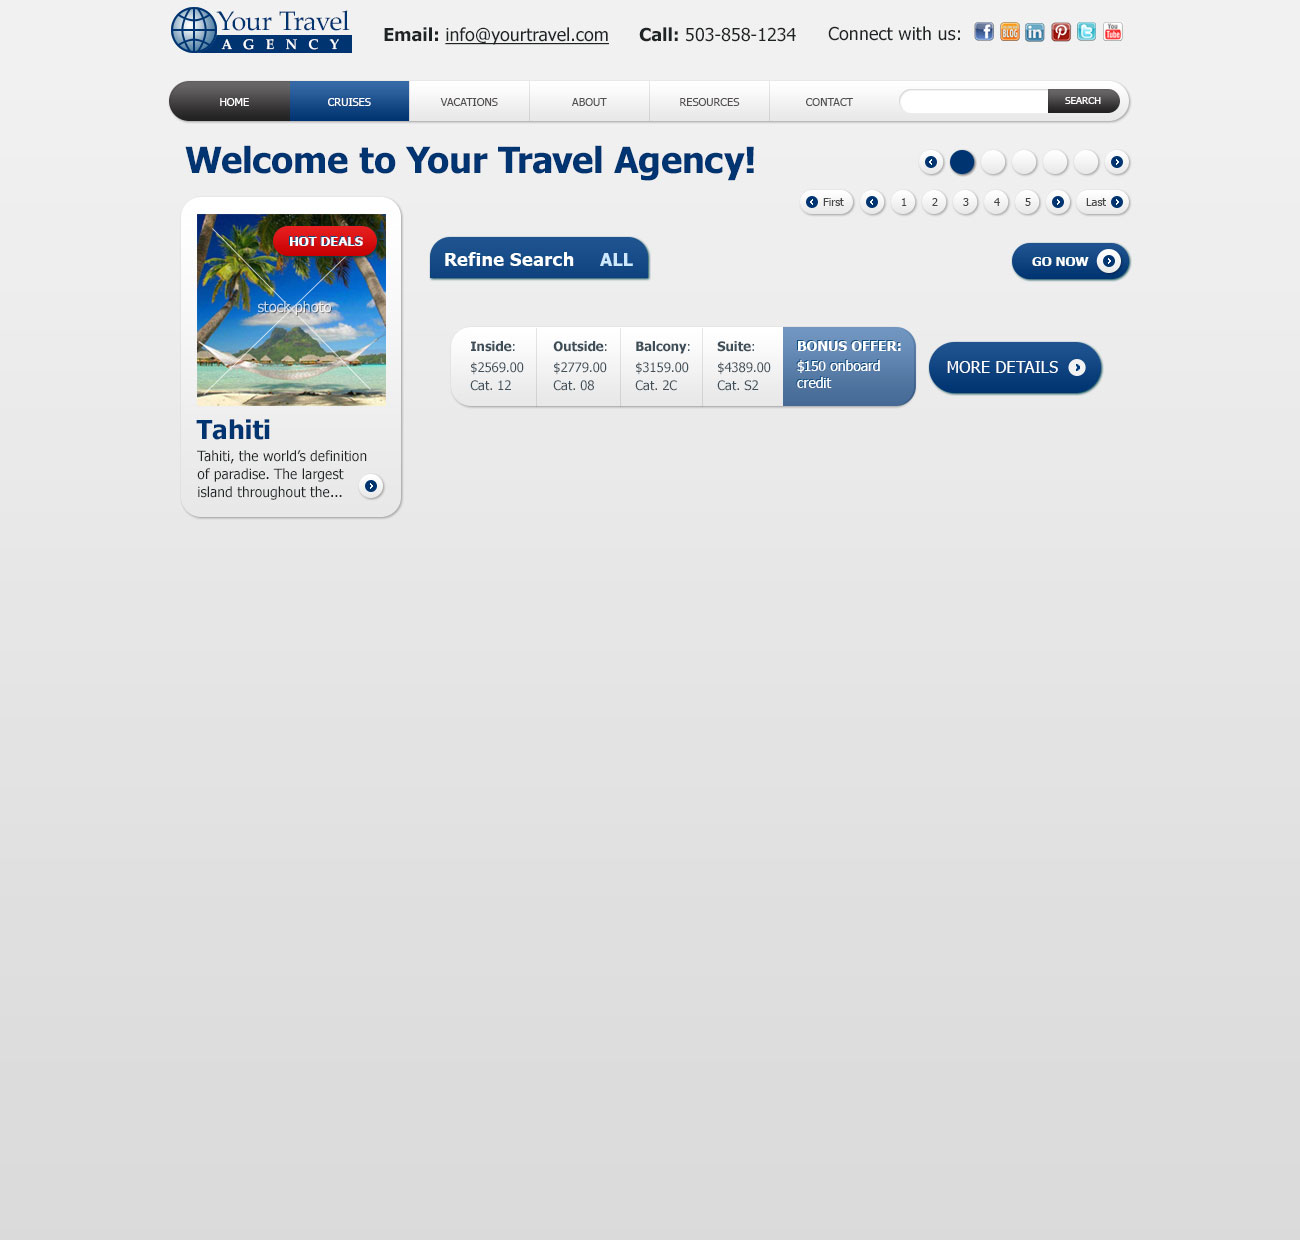 Your Travel
AGENCY
Email: info@yourtravel.com
Call: 503-858-1234
Connect with us:
f
BLOG
in
P
t
You
Tube
HOME
CRUISES
VACATIONS
ABOUT
RESOURCES
CONTACT
SEARCH
Welcome to Your Travel Agency!
First
1
2
3
4
5
Last
HOT DEALS
stock photo
Tahiti
Tahiti, the world's definition
of paradise. The largest
island throughout the...
Refine Search ALL
GO NOW
Inside:
$2569.00
Cat. 12
Outside:
$2779.00
Cat. 08
Balcony:
$3159.00
Cat. 2C
Suite:
$4389.00
Cat. S2
BONUS OFFER:
$150 onboard
credit
MORE DETAILS